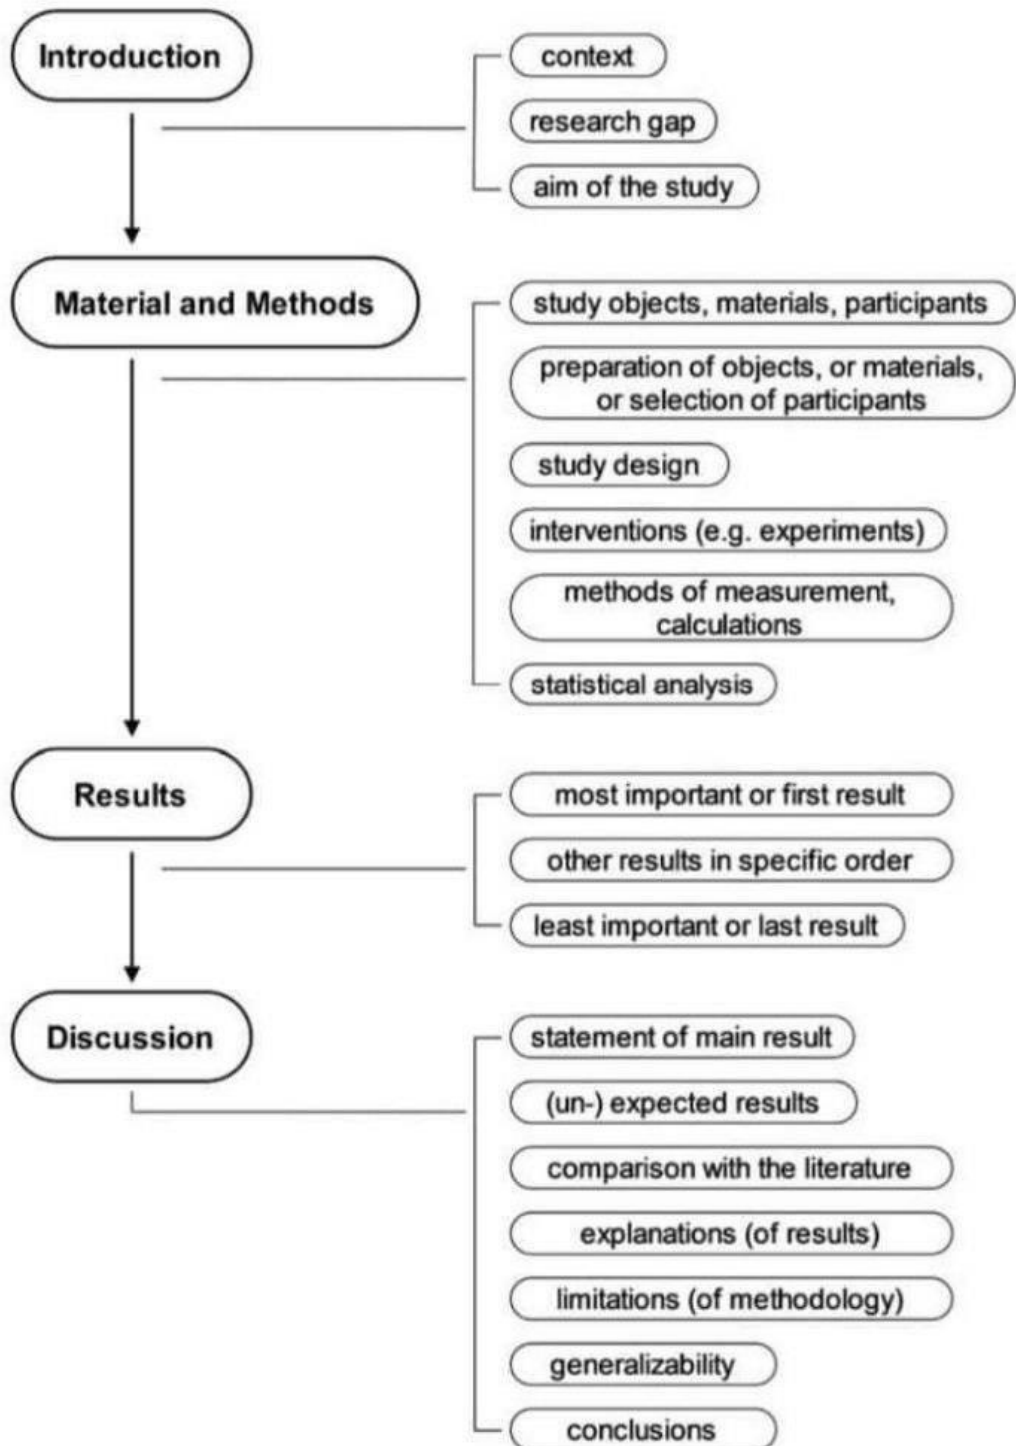 Introduction
context
research gap
aim of the study
Material and Methods
study objects, materials, participants
preparation of objects, or materials,
or selection of participants
study design
interventions (e.g. experiments)
methods of measurement,
calculations
statistical analysis
Results
most important or first result
other results in specific order
least important or last result
Discussion
statement of main result
(un-) expected results
comparison with the literature
explanations (of results)
limitations (of methodology)
generalizability
conclusions